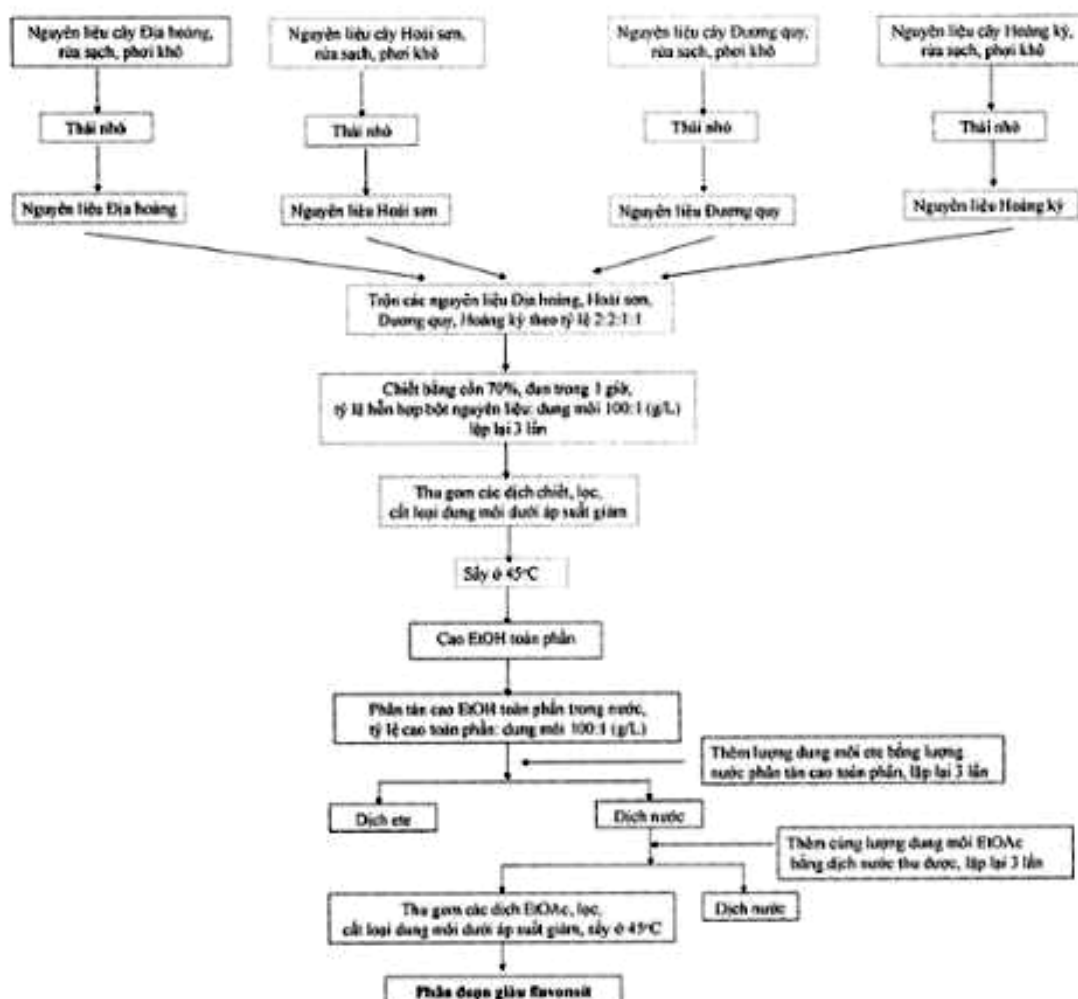 Nguyên liệu cây Địa hoàng,
rửa sạch, phơi khô
Nguyên liệu cây Hoài sơn,
rửa sạch, phơi khô
Nguyên liệu cây Đương quy,
rửa sạch, phơi khô
Nguyên liệu cây Hoàng kỳ,
rửa sạch, phơi khô
Thái nhỏ
Thái nhỏ
Thái nhỏ
Thái nhỏ
Nguyên liệu Địa hoàng
Nguyên liệu Hoài sơn
Nguyên liệu Đương quy
Nguyên liệu Hoàng kỳ
Trộn các nguyên liệu Địa hoàng, Hoài sơn,
Đương quy, Hoàng kỳ theo tỷ lệ 2:2:1:1
Chiết bằng cồn 70%, đun trong 1 giờ,
tỷ lệ hỗn hợp bột nguyên liệu: dung môi 100:1 (g/L)
lặp lại 3 lần
Thu gom các dịch chiết, lọc,
cất loại dung môi dưới áp suất giảm
Sấy ở 45°C
Cao EtOH toàn phần
Phân tán cao EtOH toàn phần trong nước,
tỷ lệ cao toàn phần: dung môi 100:1 (g/L)
Thêm lượng dung môi ete bằng lượng
nước phân tán cao toàn phần, lặp lại 3 lần
Dịch ete
Dịch nước
Thêm cùng lượng dung môi EtOAc
bằng dịch nước thu được, lặp lại 3 lần
Thu gom các dịch EtOAc, lọc,
cất loại dung môi dưới áp suất giảm, sấy ở 45°C
Dịch nước
Phân đoạn giàu flavonoit